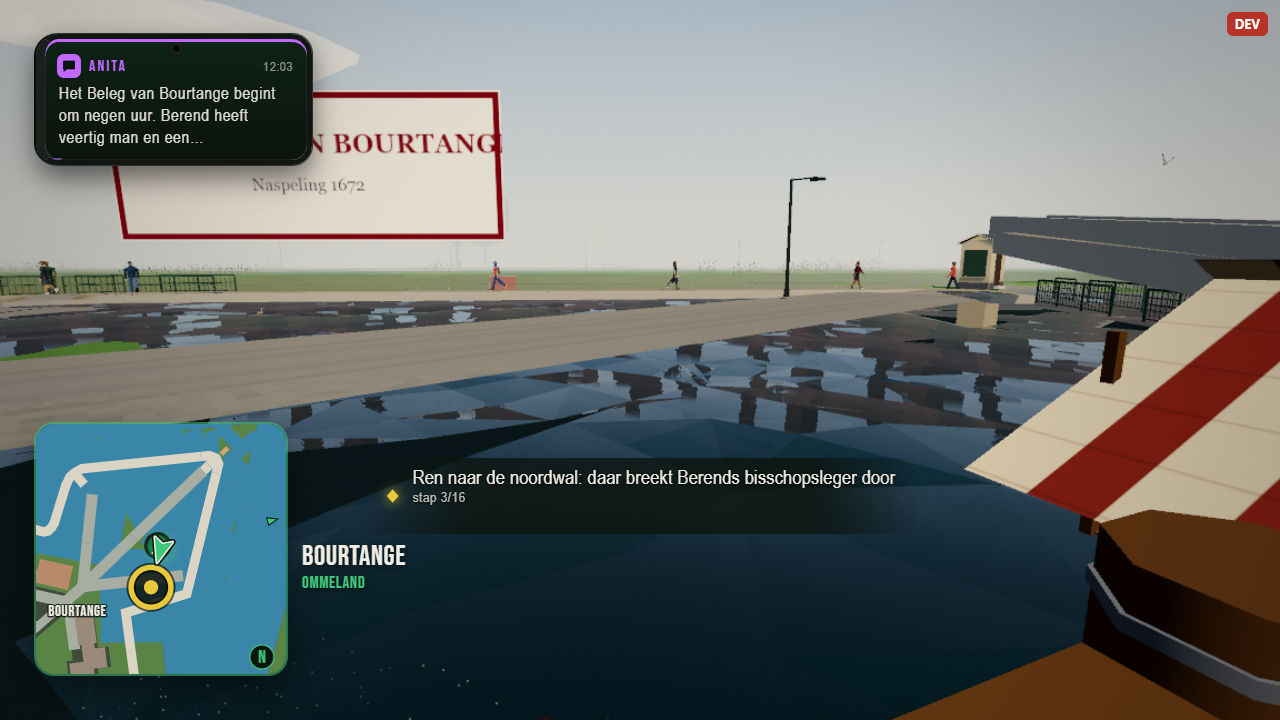 DEV
ANITA
12:03
Het Beleg van Bourtange begint
om negen uur. Berend heeft
veertig man en een...
N BOURTANG
Naspeling 1672
Ren naar de noordwal: daar breekt Berends bisschopsleger door
stap 3/16
BOURTANGE
OMMELAND
BOURTANGE
N